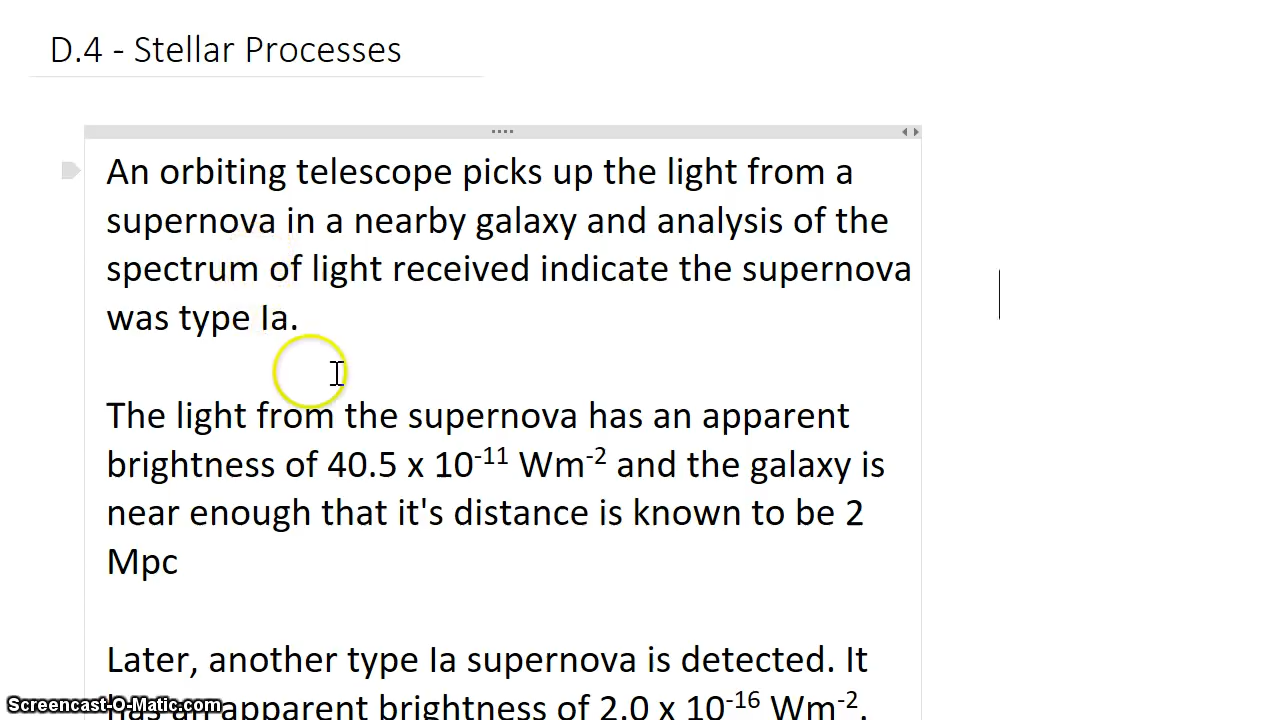 D.4 - Stellar Processes
An orbiting telescope picks up the light from a
supernova in a nearby galaxy and analysis of the
spectrum of light received indicate the supernova
was type Ia.
The light from the supernova has an apparent
brightness of 40.5 x 10⁻¹¹ Wm⁻² and the galaxy is
near enough that it's distance is known to be 2
Mpc
Later, another type Ia supernova is detected. It
has an apparent brightness of 2.0 x 10⁻¹⁶ Wm⁻².
Screencast-O-Matic.com